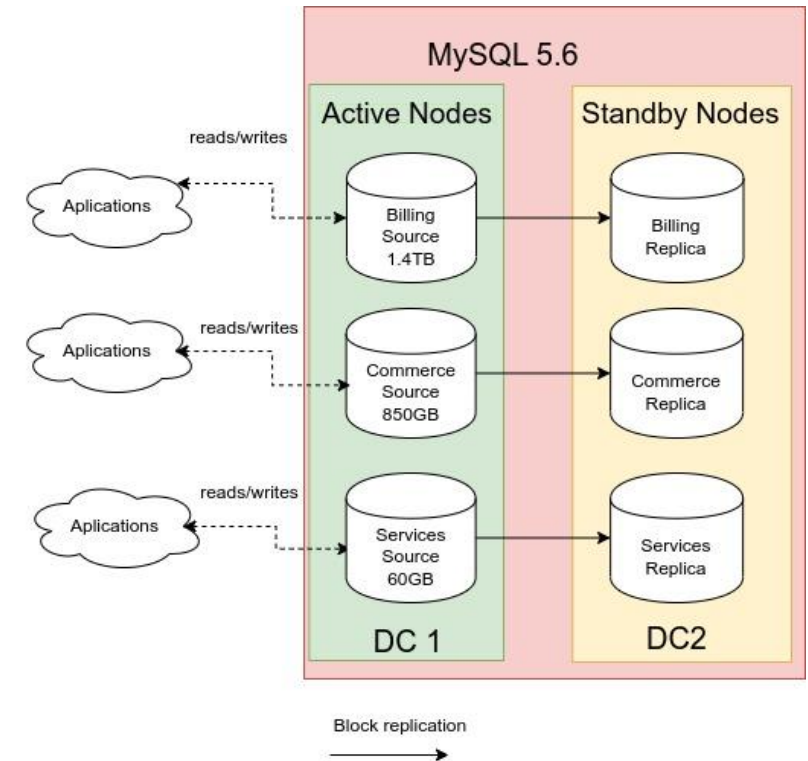 MySQL 5.6
Active Nodes
Standby Nodes
reads/writes
Aplications
Billing
Source
1.4TB
Billing
Replica
reads/writes
Aplications
Commerce
Source
850GB
Commerce
Replica
reads/writes
Aplications
Services
Source
60GB
Services
Replica
DC 1
DC2
Block replication